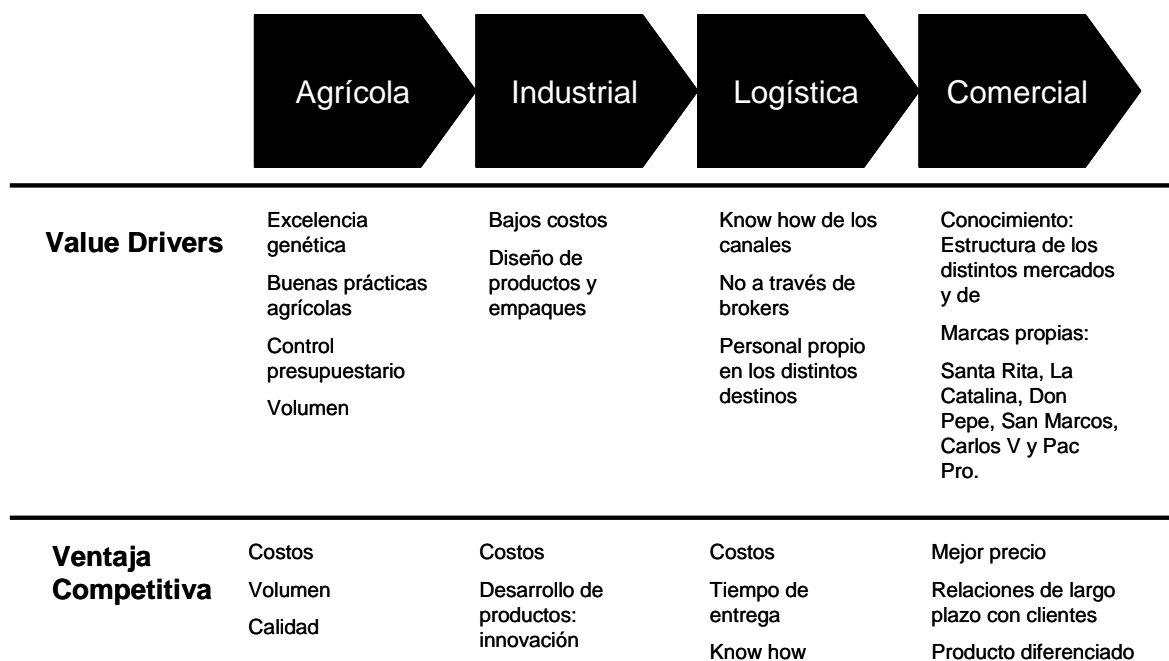 Agrícola
Industrial
Logística
Comercial
Value Drivers
Excelencia
genética
Buenas prácticas
agrícolas
Control
presupuestario
Volumen
Bajos costos
Diseño de
productos y
empaques
Know how de los
canales
No a través de
brokers
Personal propio
en los distintos
destinos
Conocimiento:
Estructura de los
distintos mercados
y de
Marcas propias:
Santa Rita, La
Catalina, Don
Pepe, San Marcos,
Carlos V y Pac
Pro.
Ventaja
Competitiva
Costos
Volumen
Calidad
Costos
Desarrollo de
productos:
innovación
Costos
Tiempo de
entrega
Know how
Mejor precio
Relaciones de largo
plazo con clientes
Producto diferenciado